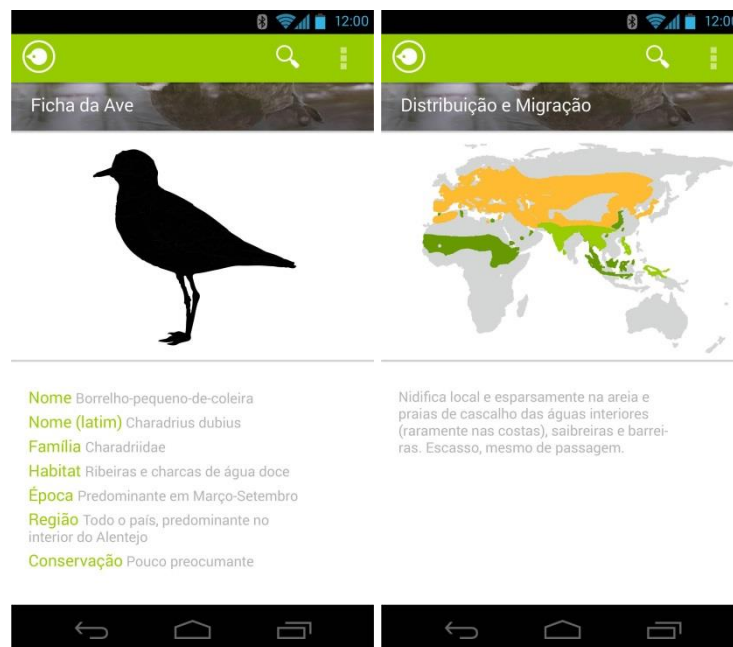 12:00
Ficha da Ave
Nome Borrelho-pequeno-de-coleira
Nome (latim) Charadrius dubius
Família Charadriidae
Habitat Ribeiras e charcas de água doce
Época Predominante em Março-Setembro
Região Todo o país, predominante no
interior do Alentejo
Conservação Pouco preocumante
12:00
Distribuição e Migração
Nidifica local e esparsamente na areia e
praias de cascalho das águas interiores
(raramente nas costas), saibreiras e barrei-
ras. Escasso, mesmo de passagem.